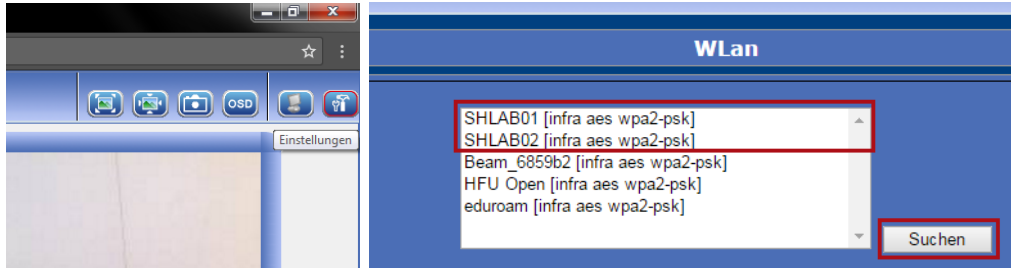 OSD
Einstellungen
WLan
SHLAB01 [infra aes wpa2-psk]
SHLAB02 [infra aes wpa2-psk]
Beam_6859b2 [infra aes wpa2-psk]
HFU Open [infra aes wpa2-psk]
eduroam [infra aes wpa2-psk]
Suchen